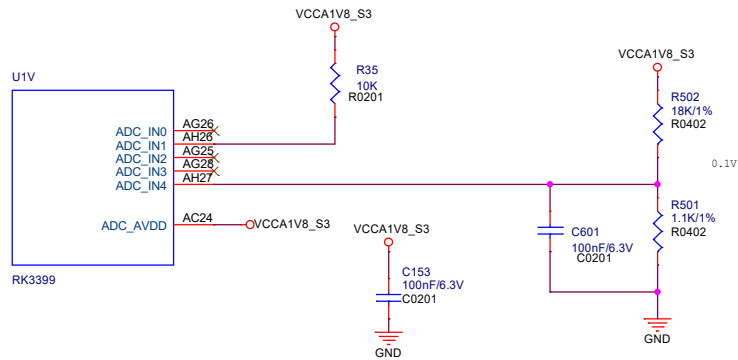 VCCA1V8_S3
VCCA1V8_S3
U1V
R35
10K
R0201
R502
18K/1%
R0402
ADC_IN0 AG26
ADC_IN1 AH26
ADC_IN2 AG25
ADC_IN3 AG28
ADC_IN4 AH27
0.1V
R501
1.1K/1%
R0402
ADC_AVDD AC24 VCCA1V8_S3
VCCA1V8_S3
C601
100nF/6.3V
C0201
RK3399
C153
100nF/6.3V
C0201
GND
GND